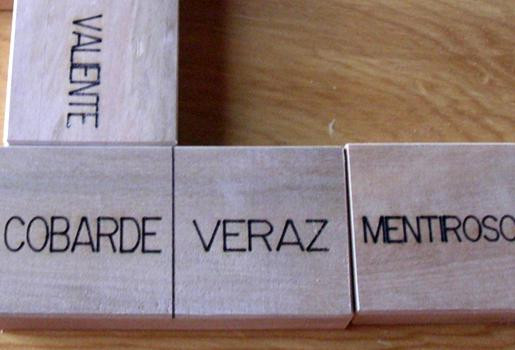 VALIENTE
COBARDE VERAZ MENTIROSO